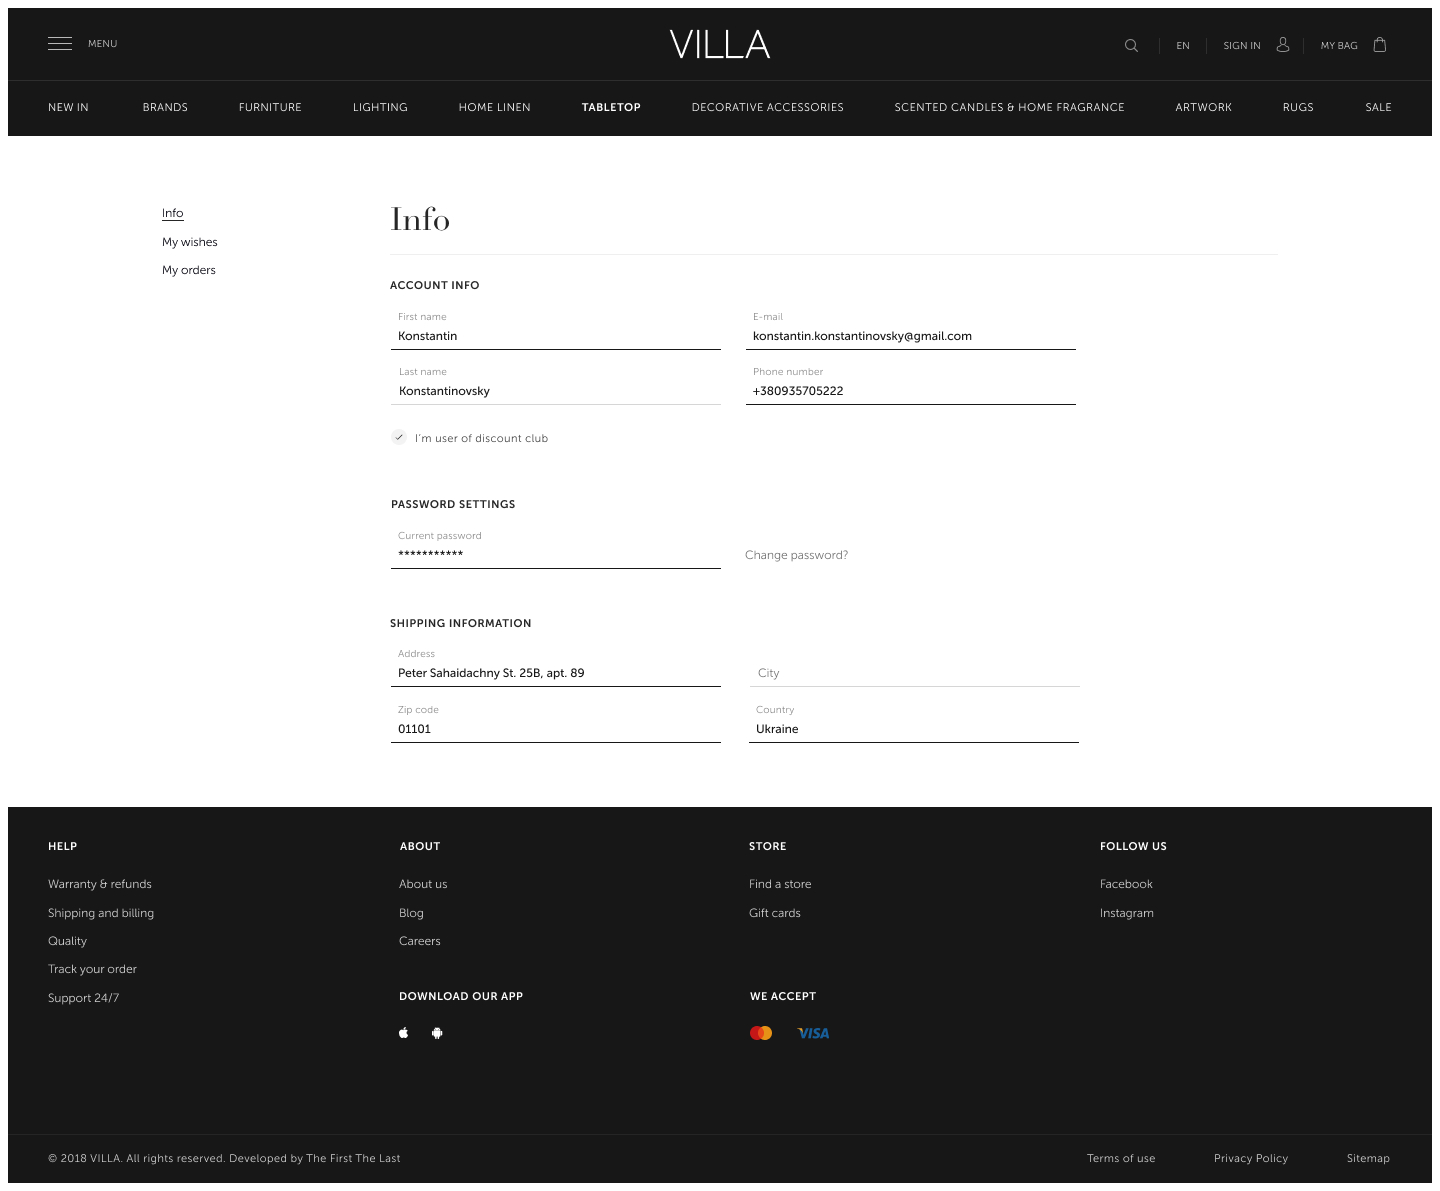 MENU
VILLA
EN
SIGN IN
MY BAG
NEW IN BRANDS FURNITURE LIGHTING HOME LINEN TABLETOP DECORATIVE ACCESSORIES SCENTED CANDLES & HOME FRAGRANCE ARTWORK RUGS SALE
Info
My wishes
My orders
Info
ACCOUNT INFO
First name
Konstantin
E-mail
konstantin.konstantinovsky@gmail.com
Last name
Konstantinovsky
Phone number
+380935705222
I'm user of discount club
PASSWORD SETTINGS
Current password
***********
Change password?
SHIPPING INFORMATION
Address
Peter Sahaidachny St. 25B, apt. 89
City
Zip code
01101
Country
Ukraine
HELP
Warranty & refunds
Shipping and billing
Quality
Track your order
Support 24/7
ABOUT
About us
Blog
Careers
DOWNLOAD OUR APP
STORE
Find a store
Gift cards
WE ACCEPT
VISA
FOLLOW US
Facebook
Instagram
© 2018 VILLA. All rights reserved. Developed by The First The Last
Terms of use
Privacy Policy
Sitemap